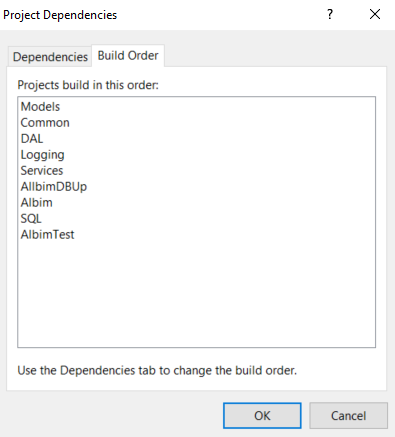 Project Dependencies
?
Dependencies
Build Order
Projects build in this order:
Models
Common
DAL
Logging
Services
AllbimDBUp
Albim
SQL
AlbimTest
Use the Dependencies tab to change the build order.
OK
Cancel